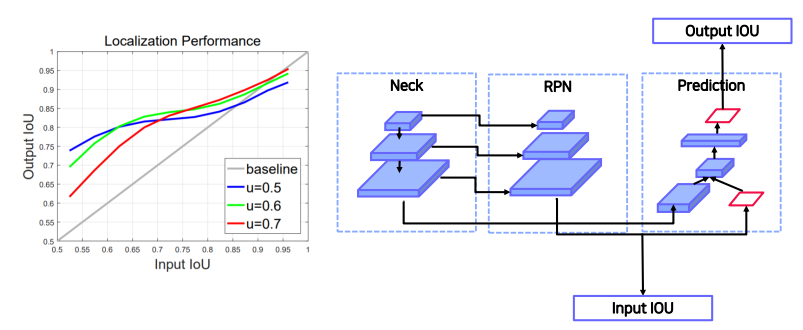 Localization Performance
Output IoU
1
0.95
0.9
0.85
0.8
0.75
0.7
0.65
0.6
0.55
0.5
0.5 0.55 0.6 0.65 0.7 0.75 0.8 0.85 0.9 0.95 1
Input IoU
baseline
u=0.5
u=0.6
u=0.7
Output IOU
Neck
RPN
Prediction
Input IOU